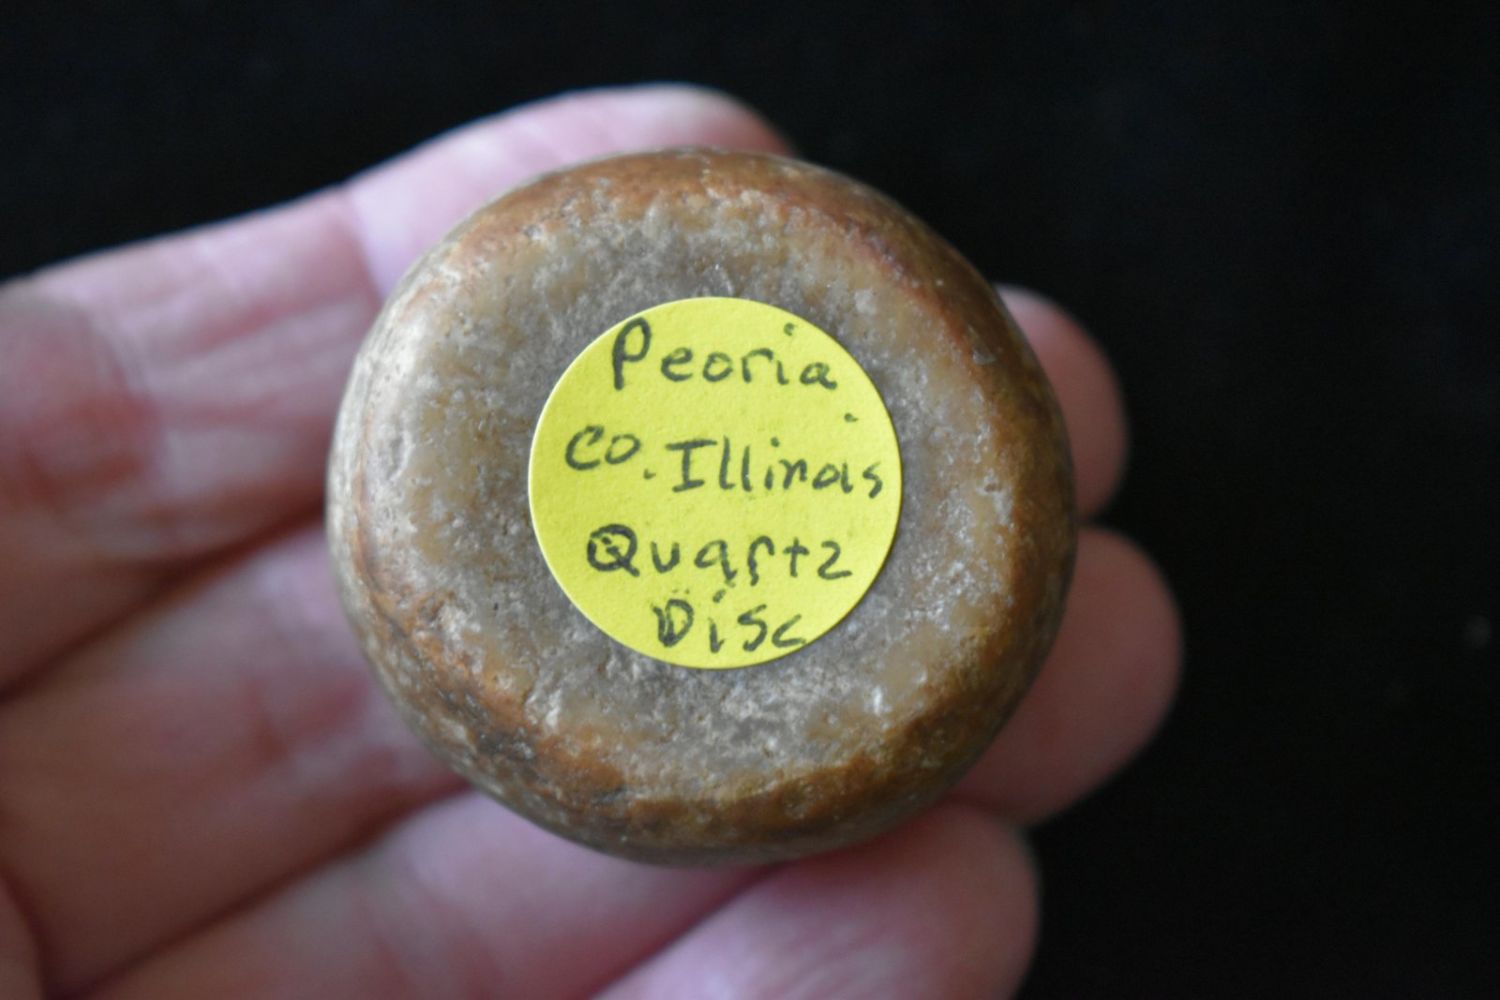 Peoria
Co. Illinois
Quartz
Disc